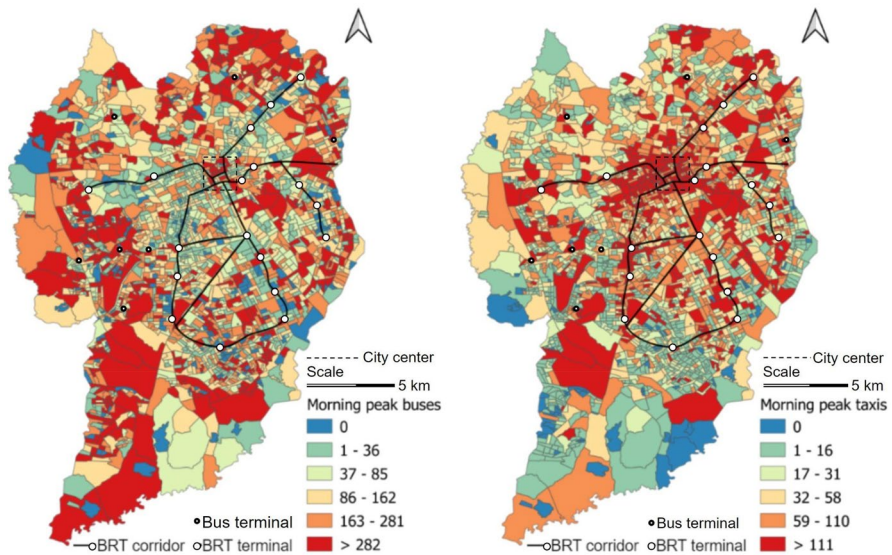 City center
Scale
5 km
Morning peak buses
0
1 - 36
37 - 85
86 - 162
163 - 281
> 282
Bus terminal
BRT corridor
BRT terminal
City center
Scale
5 km
Morning peak taxis
0
1 - 16
17 - 31
32 - 58
59 - 110
> 111
Bus terminal
BRT corridor
BRT terminal